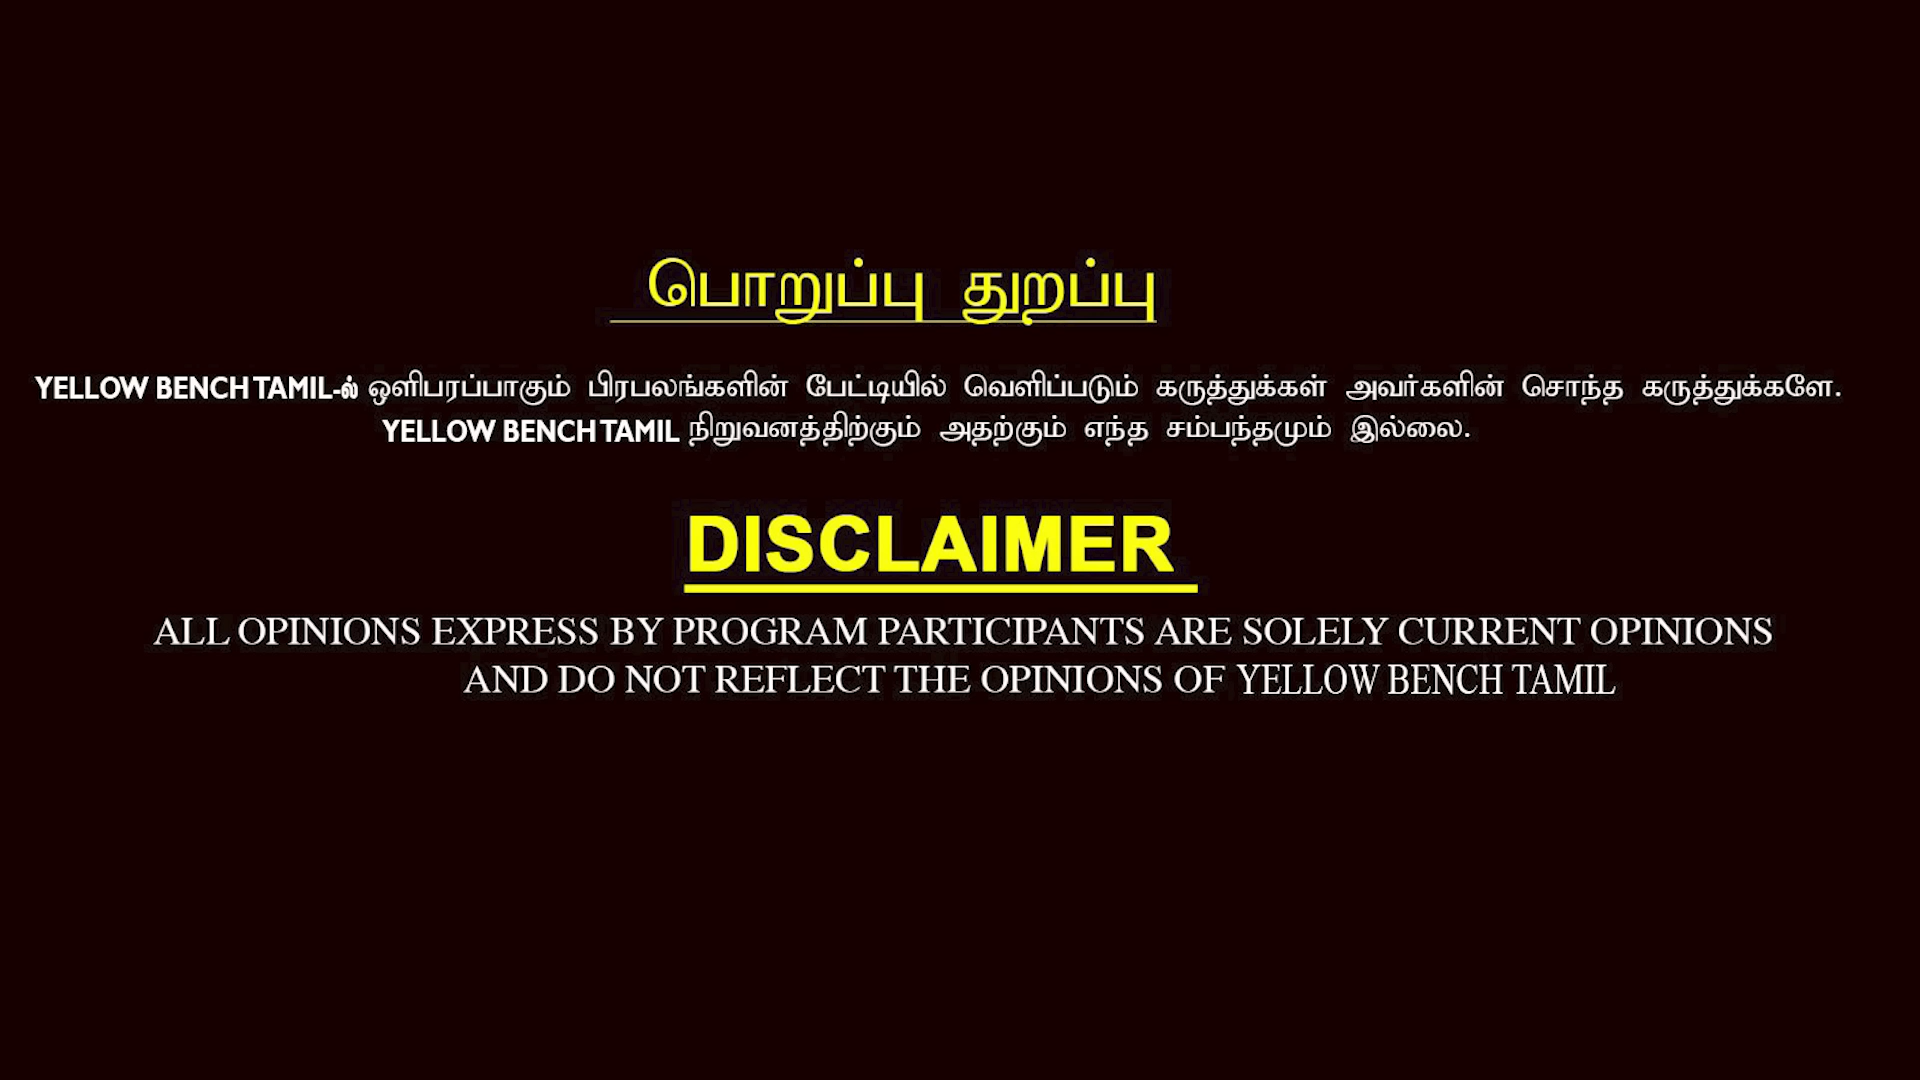 பொறுப்பு துறப்பு
YELLOW BENCH TAMIL-ல் ஒளிபரப்பாகும் பிரபலங்களின் பேட்டியில் வெளிப்படும் கருத்துக்கள் அவர்களின் சொந்த கருத்துக்களே.
YELLOW BENCH TAMIL நிறுவனத்திற்கும் அதற்கும் எந்த சம்பந்தமும் இல்லை.
DISCLAIMER
ALL OPINIONS EXPRESS BY PROGRAM PARTICIPANTS ARE SOLELY CURRENT OPINIONS
AND DO NOT REFLECT THE OPINIONS OF YELLOW BENCH TAMIL